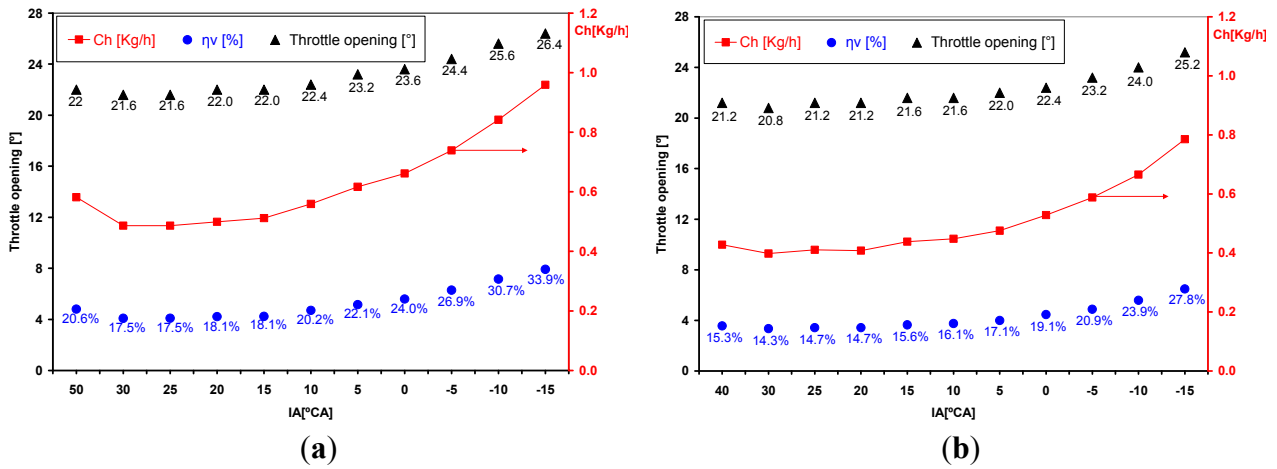 28
24
20
16
12
8
4
0
Throttle opening [º]
Ch [Kg/h] ηv [%] Throttle opening [°]
1.2
1.0
0.8
0.6
0.4
0.2
0.0
Ch[Kg/h]
22 21.6 21.6 22.0 22.0 22.4 23.2 23.6 24.4 25.6 26.4
20.6% 17.5% 17.5% 18.1% 18.1% 20.2% 22.1% 24.0% 26.9% 30.7% 33.9%
50 30 25 20 15 10 5 0 -5 -10 -15
IA[ºCA]
(a)
28
24
20
16
12
8
4
0
Throttle opening [º]
Ch [Kg/h] ηv [%] Throttle opening [°]
1.2
1.0
0.8
0.6
0.4
0.2
0.0
Ch[Kg/h]
21.2 20.8 21.2 21.2 21.6 21.6 22.0 22.4 23.2 24.0 25.2
15.3% 14.3% 14.7% 14.7% 15.6% 16.1% 17.1% 19.1% 20.9% 23.9% 27.8%
40 30 25 20 15 10 5 0 -5 -10 -15
IA[ºCA]
(b)